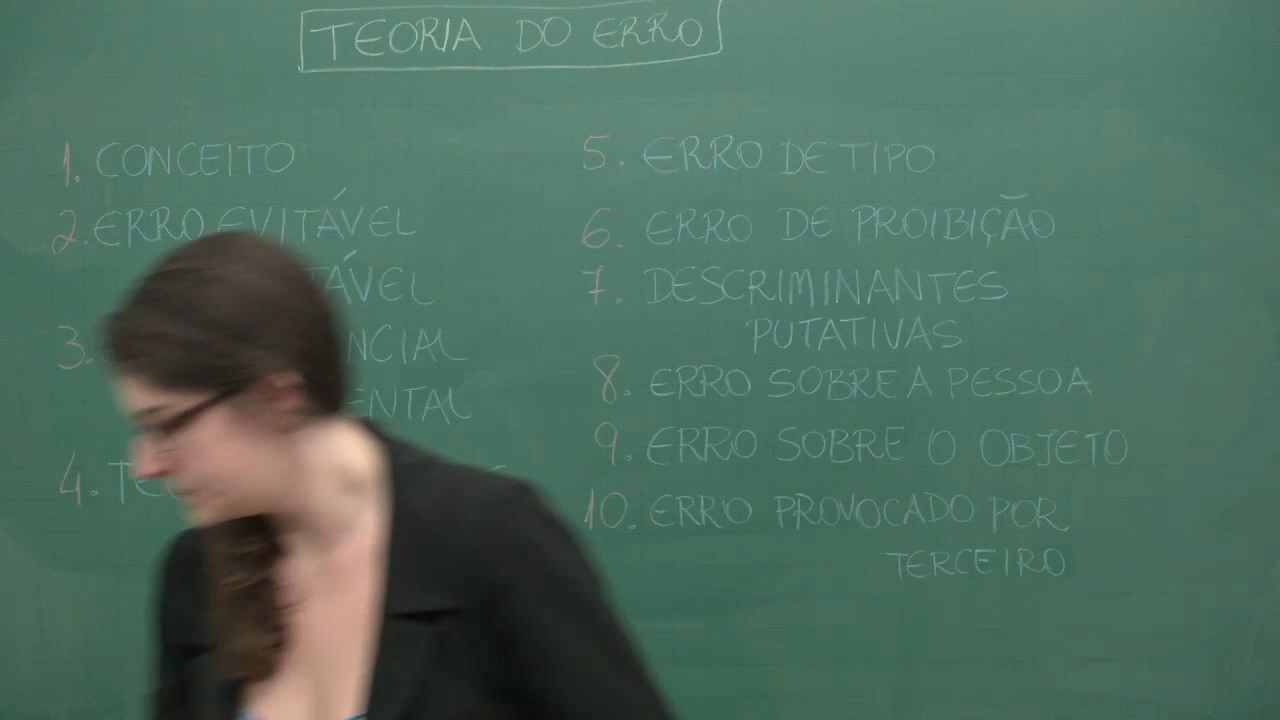 TEORIA DO ERRO
1. CONCEITO
2. ERRO EVITÁVEL
3.
4.
5. ERRO DE TIPO
6. ERRO DE PROIBIÇÃO
7. DESCRIMINANTES
PUTATIVAS
8. ERRO SOBRE A PESSOA
9. ERRO SOBRE O OBJETO
10. ERRO PROVOCADO POR
TERCEIRO